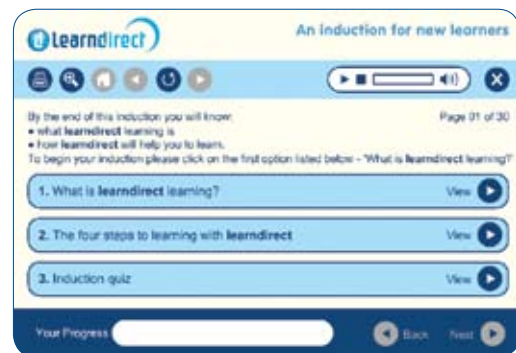 learndirect
An induction for new learners
By the end of this induction you will know:
Page 01 of 30
• what learndirect learning is
• how learndirect will help you to learn.
To begin your induction please click on the first option listed below - 'What is learndirect learning?'
1. What is learndirect learning?
View
2. The four steps to learning with learndirect
View
3. Induction quiz
View
Your Progress
Back
Next